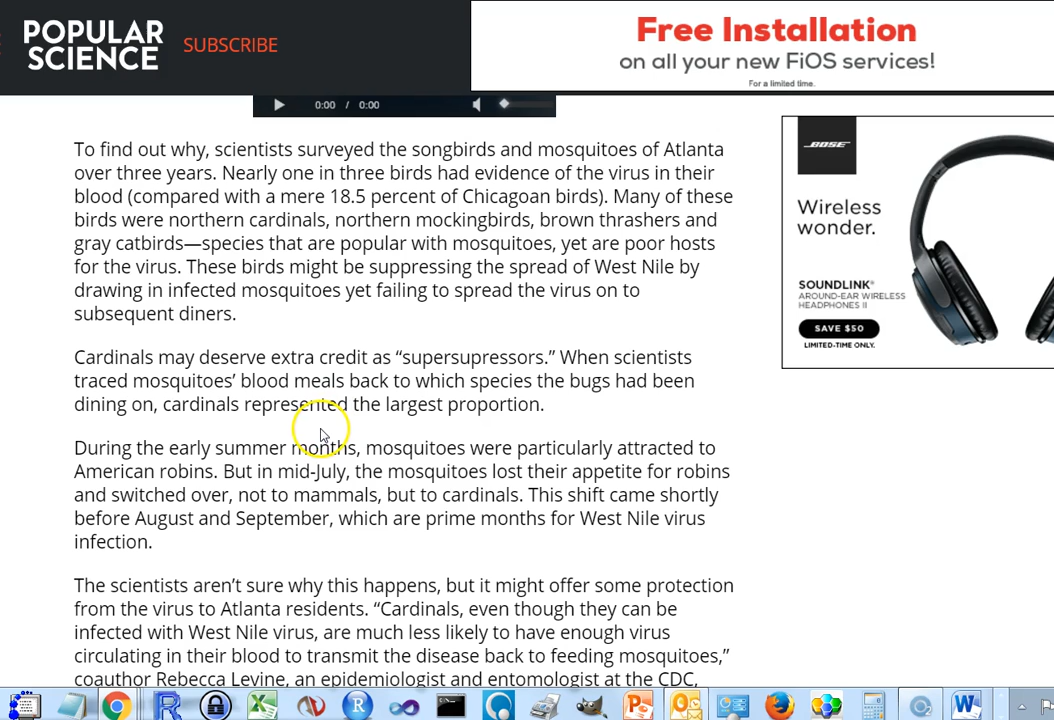 POPULAR
SCIENCE
SUBSCRIBE
Free Installation
on all your new FiOS services!
For a limited time.
0:00 / 0:00
To find out why, scientists surveyed the songbirds and mosquitoes of Atlanta
over three years. Nearly one in three birds had evidence of the virus in their
blood (compared with a mere 18.5 percent of Chicagoan birds). Many of these
birds were northern cardinals, northern mockingbirds, brown thrashers and
gray catbirds—species that are popular with mosquitoes, yet are poor hosts
for the virus. These birds might be suppressing the spread of West Nile by
drawing in infected mosquitoes yet failing to spread the virus on to
subsequent diners.
Cardinals may deserve extra credit as “supersupressors.” When scientists
traced mosquitoes’ blood meals back to which species the bugs had been
dining on, cardinals represented the largest proportion.
During the early summer months, mosquitoes were particularly attracted to
American robins. But in mid-July, the mosquitoes lost their appetite for robins
and switched over, not to mammals, but to cardinals. This shift came shortly
before August and September, which are prime months for West Nile virus
infection.
The scientists aren’t sure why this happens, but it might offer some protection
from the virus to Atlanta residents. “Cardinals, even though they can be
infected with West Nile virus, are much less likely to have enough virus
circulating in their blood to transmit the disease back to feeding mosquitoes,”
coauthor Rebecca Levine, an epidemiologist and entomologist at the CDC,
BOSE
Wireless
wonder.
SOUNDLINK®
AROUND-EAR WIRELESS
HEADPHONES II
SAVE $50
LIMITED-TIME ONLY.